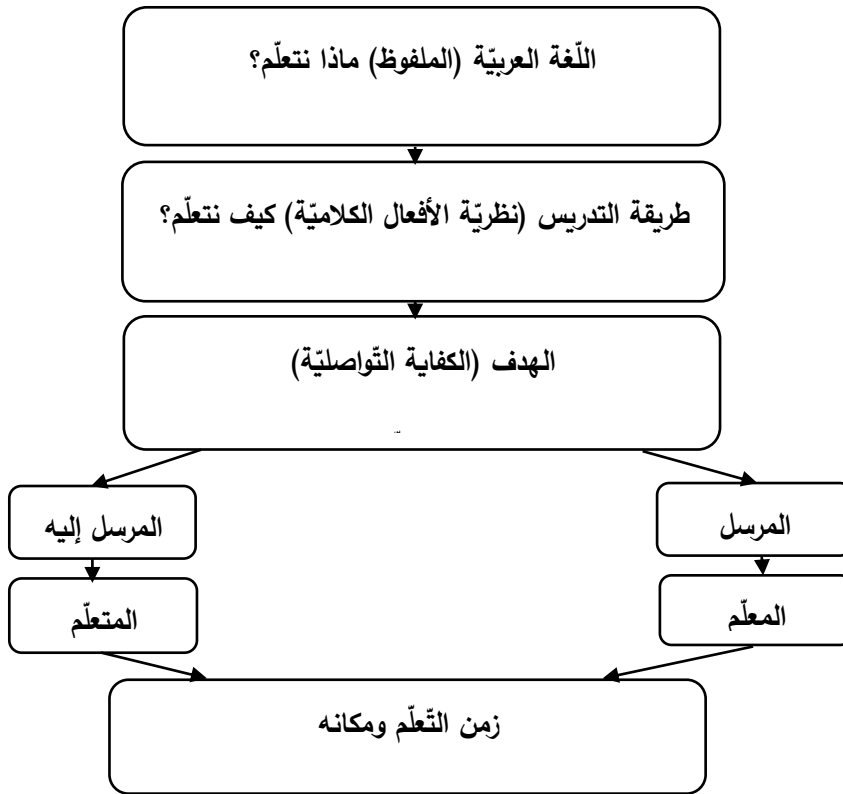 اللّغة العربيّة (الملفوظ) ماذا نتعلّم؟
طريقة التدريس (نظريّة الأفعال الكلاميّة) كيف نتعلّم؟
الهدف (الكفاية التّواصليّة)
المرسل
المرسل إليه
المعلّم
المتعلّم
زمن التّعلّم ومكانه